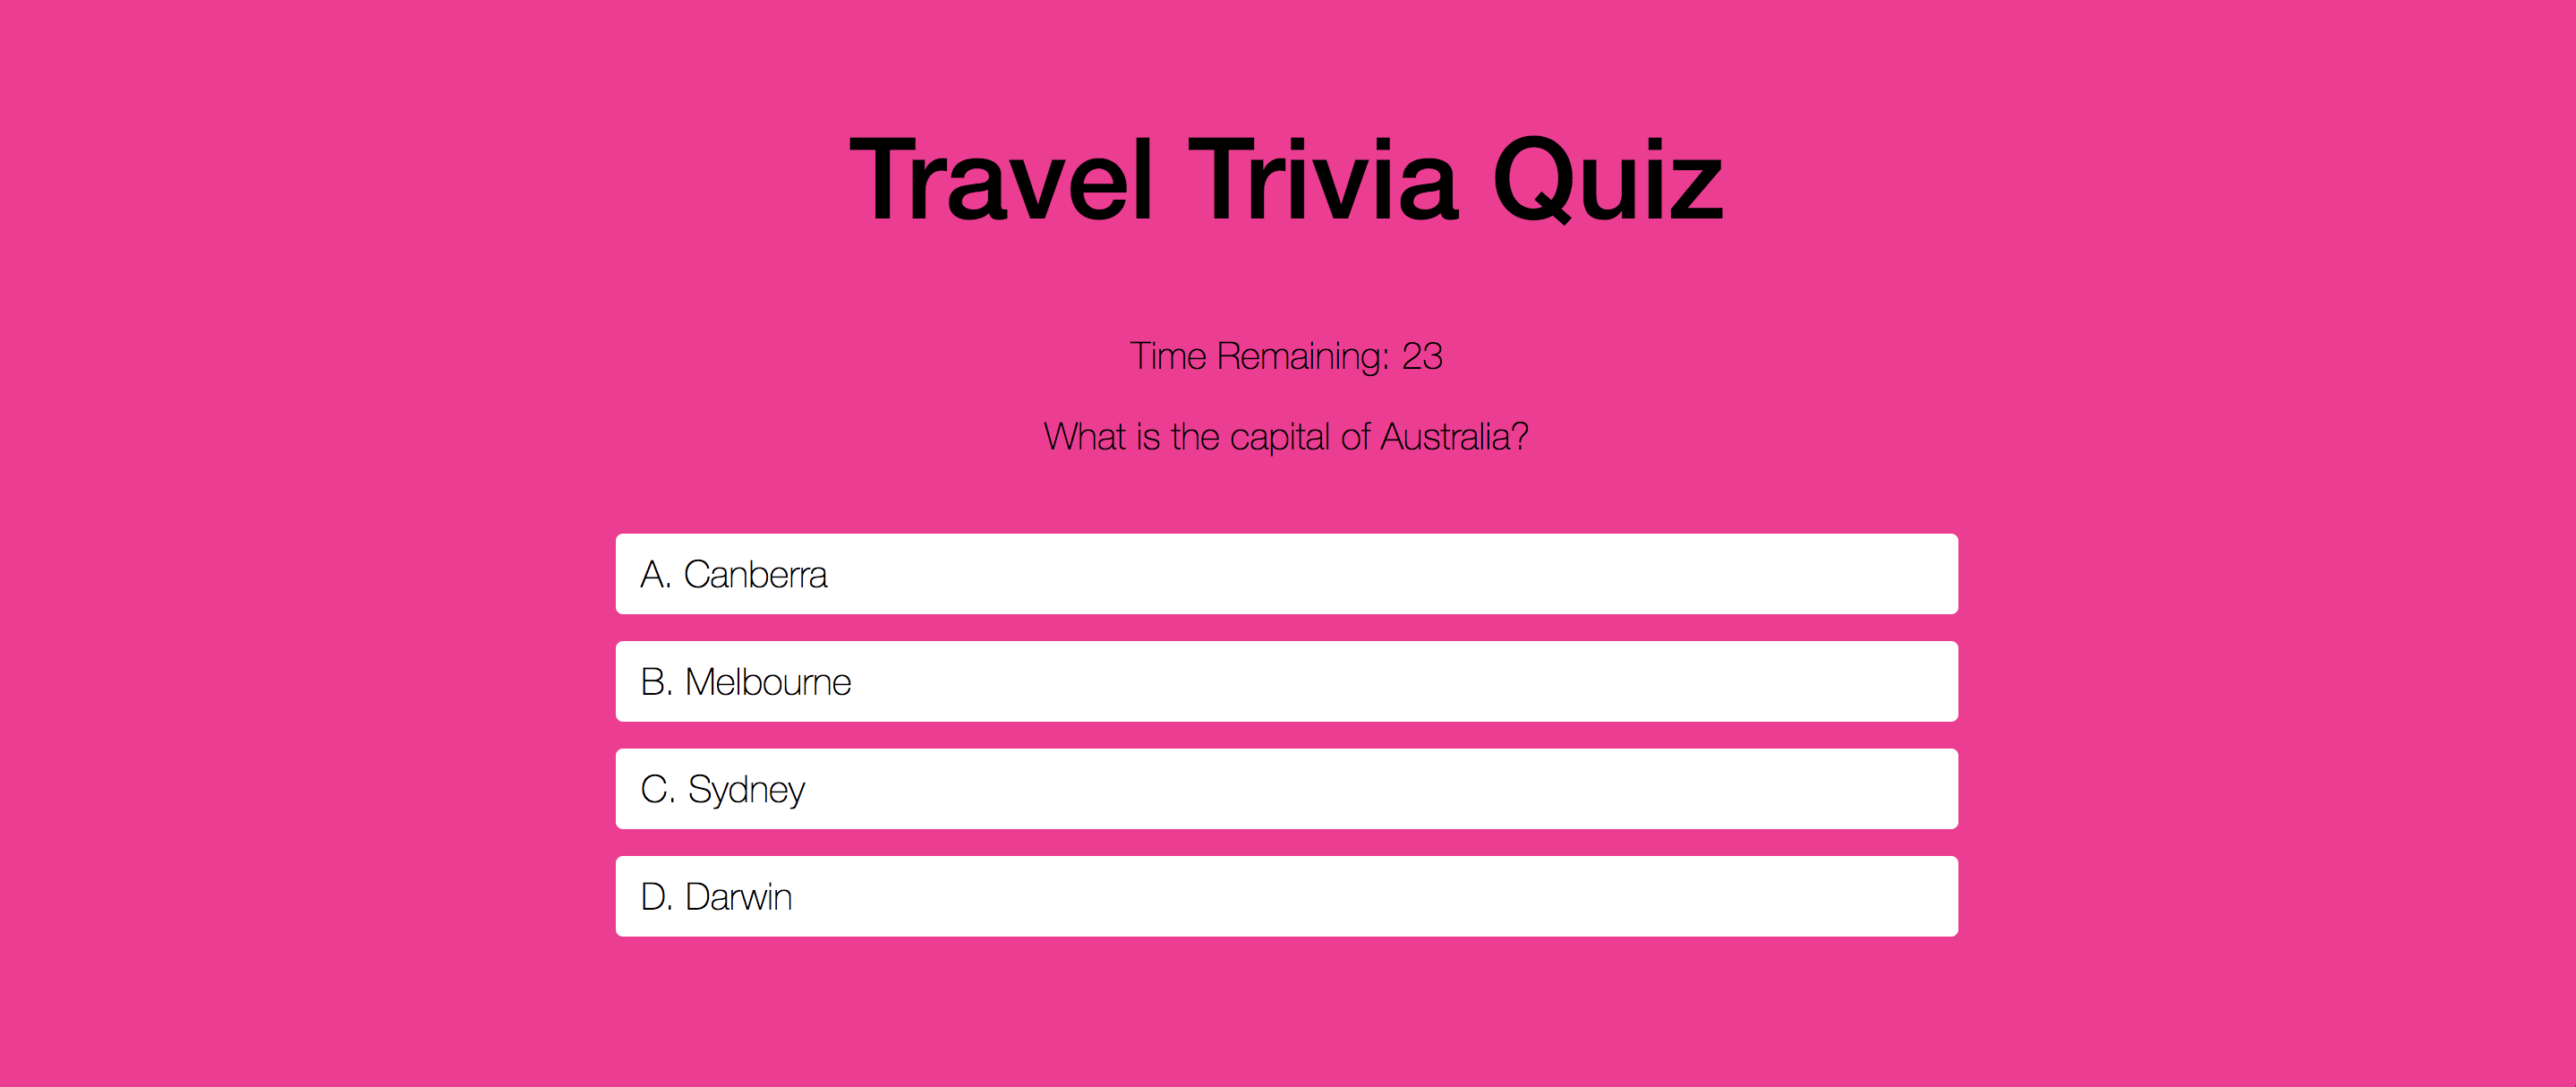 Travel Trivia Quiz
Time Remaining: 23
What is the capital of Australia?
A. Canberra
B. Melbourne
C. Sydney
D. Darwin